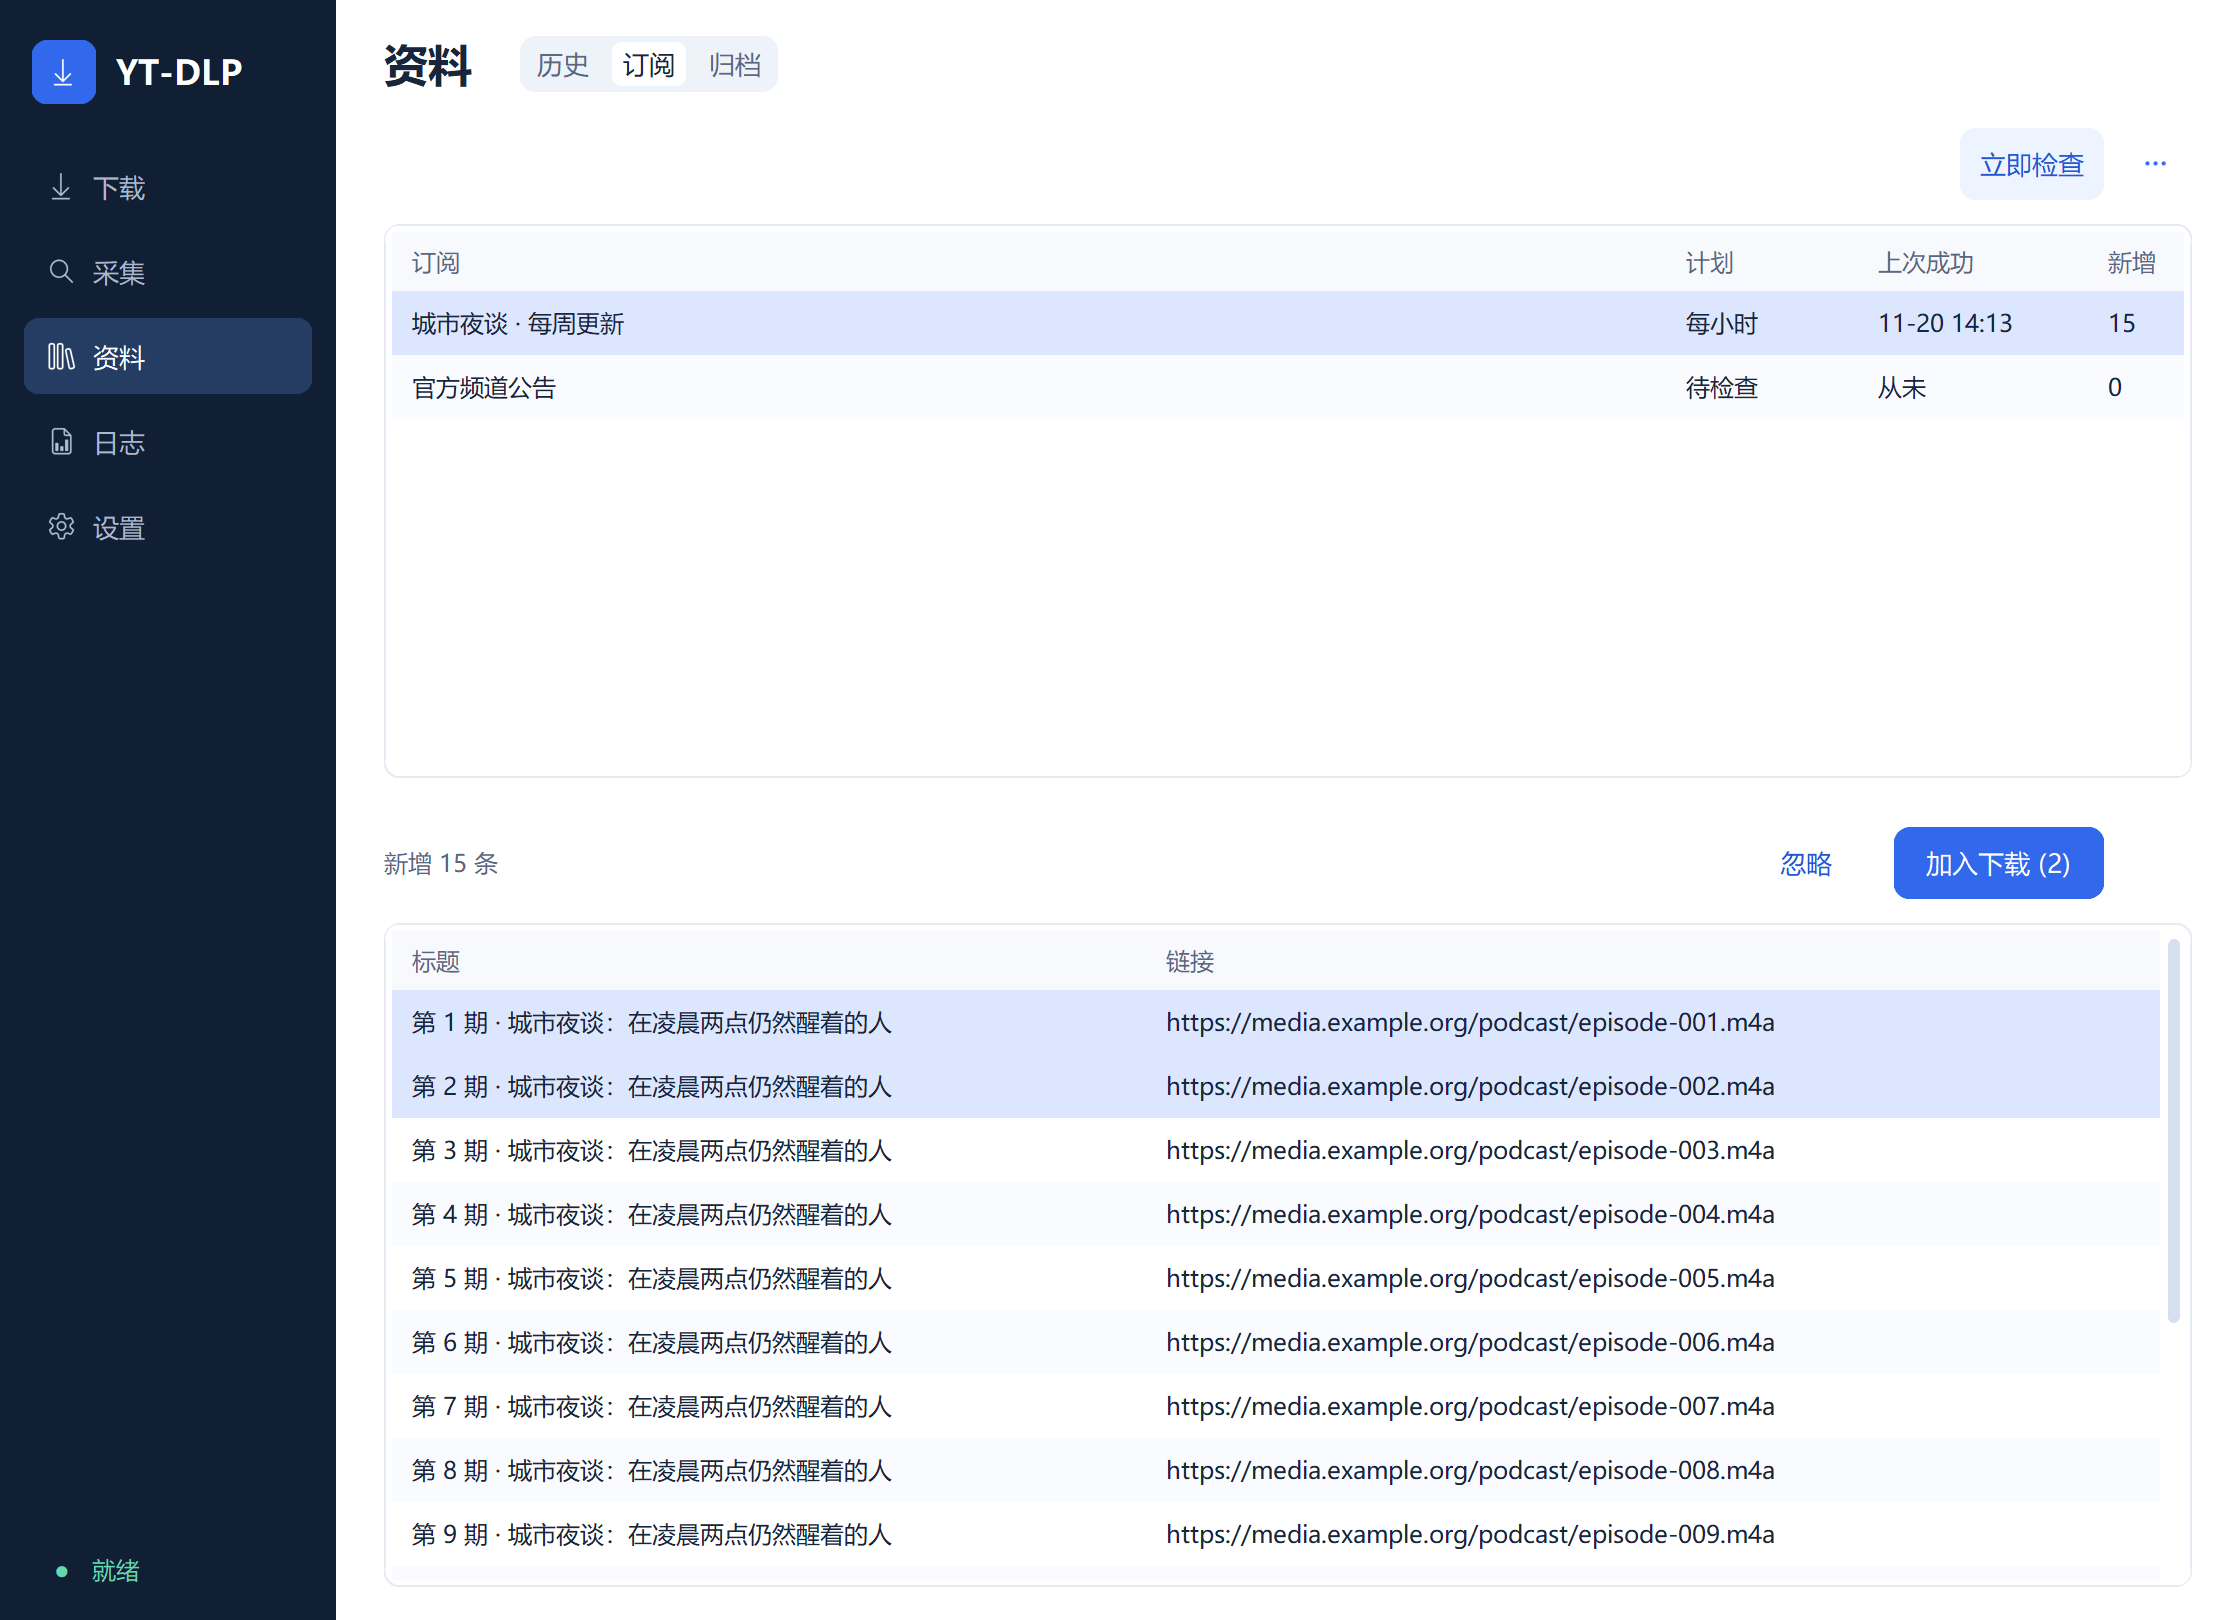 YT-DLP
下载
采集
资料
日志
设置
就绪
资料
历史 订阅 归档
立即检查 ···
订阅 计划 上次成功 新增
城市夜谈 · 每周更新 每小时 11-20 14:13 15
官方频道公告 待检查 从未 0
新增 15 条 忽略 加入下载 (2)
标题 链接
第 1 期 · 城市夜谈：在凌晨两点仍然醒着的人 https://media.example.org/podcast/episode-001.m4a
第 2 期 · 城市夜谈：在凌晨两点仍然醒着的人 https://media.example.org/podcast/episode-002.m4a
第 3 期 · 城市夜谈：在凌晨两点仍然醒着的人 https://media.example.org/podcast/episode-003.m4a
第 4 期 · 城市夜谈：在凌晨两点仍然醒着的人 https://media.example.org/podcast/episode-004.m4a
第 5 期 · 城市夜谈：在凌晨两点仍然醒着的人 https://media.example.org/podcast/episode-005.m4a
第 6 期 · 城市夜谈：在凌晨两点仍然醒着的人 https://media.example.org/podcast/episode-006.m4a
第 7 期 · 城市夜谈：在凌晨两点仍然醒着的人 https://media.example.org/podcast/episode-007.m4a
第 8 期 · 城市夜谈：在凌晨两点仍然醒着的人 https://media.example.org/podcast/episode-008.m4a
第 9 期 · 城市夜谈：在凌晨两点仍然醒着的人 https://media.example.org/podcast/episode-009.m4a